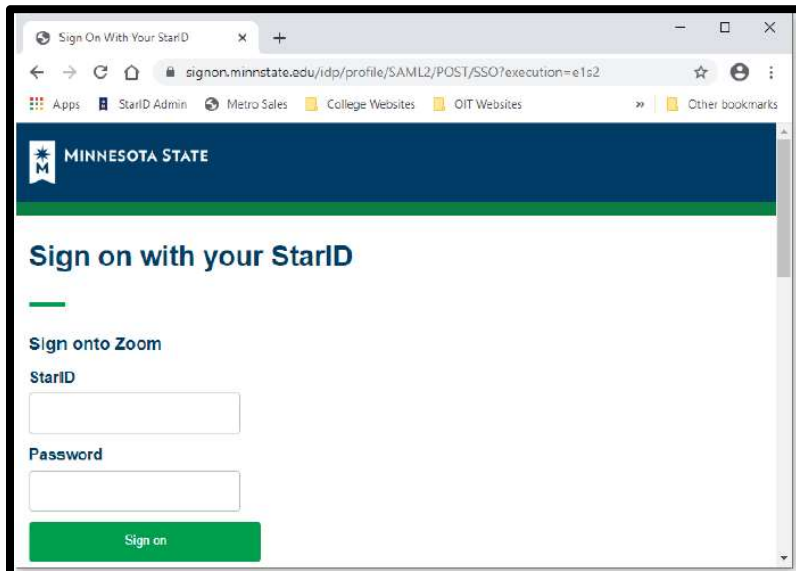 Sign On With Your StarID
signon.minnstate.edu/idp/profile/SAML2/POST/SSO?execution=e1s2
Apps StarID Admin Metro Sales College Websites OIT Websites » Other bookmarks
M MINNESOTA STATE
Sign on with your StarID
Sign onto Zoom
StarID
Password
Sign on